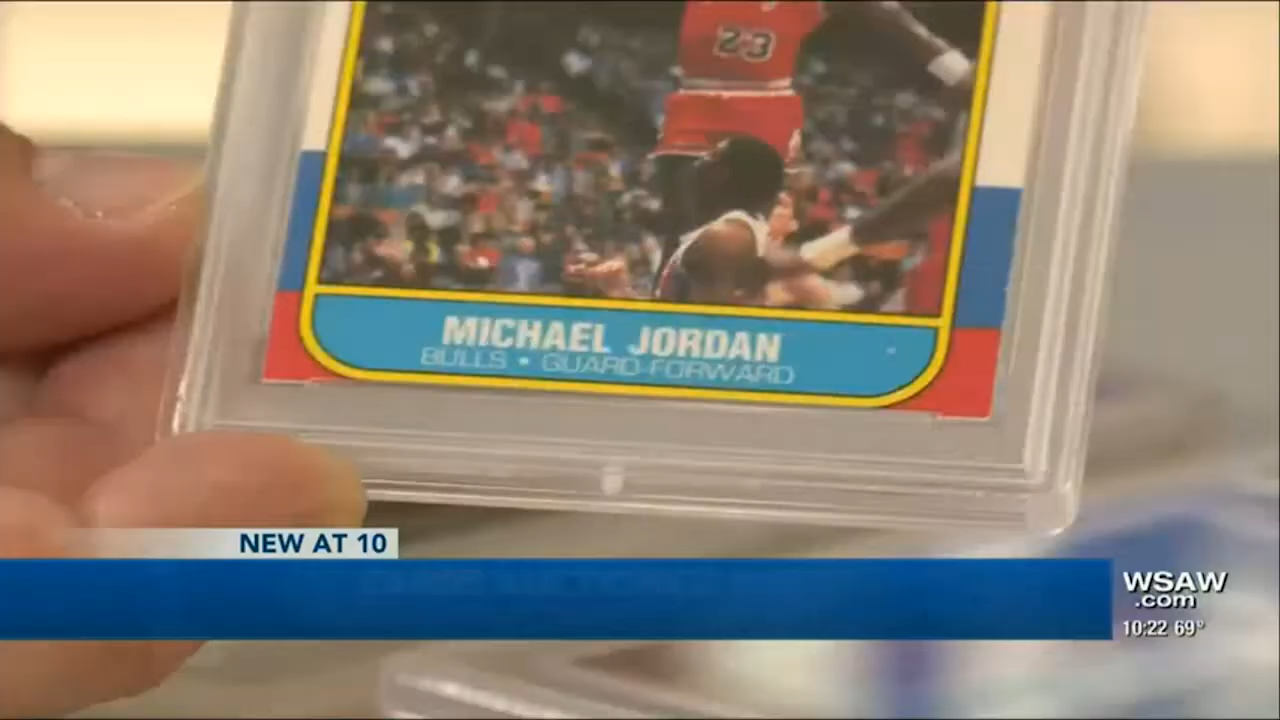 23
MICHAEL JORDAN
BULLS • GUARD-FORWARD
NEW AT 10
WSAW
.com
10:22 69°